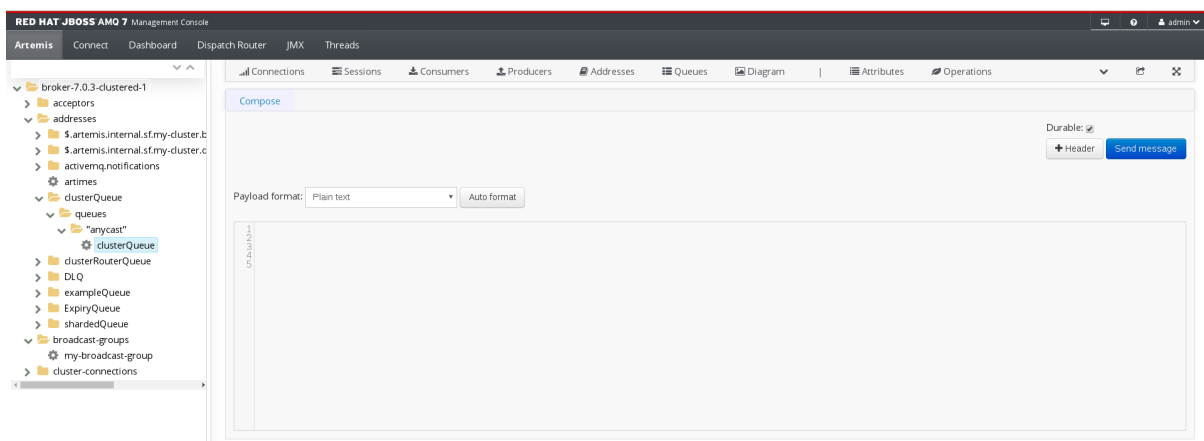 RED HAT JBOSS AMQ 7 Management Console
admin
Artemis Connect Dashboard Dispatch Router JMX Threads
Connections Sessions Consumers Producers Addresses Queues Diagram | Attributes Operations
broker-7.0.3-clustered-1
acceptors
addresses
$.artemis.internal.sf.my-cluster.b
$.artemis.internal.sf.my-cluster.c
activemq.notifications
artimes
clusterQueue
queues
"anycast"
clusterQueue
clusterRouterQueue
DLQ
exampleQueue
ExpiryQueue
shardedQueue
broadcast-groups
my-broadcast-group
cluster-connections
Compose
Durable:
+ Header Send message
Payload format: Plain text Auto format
1
2
3
4
5